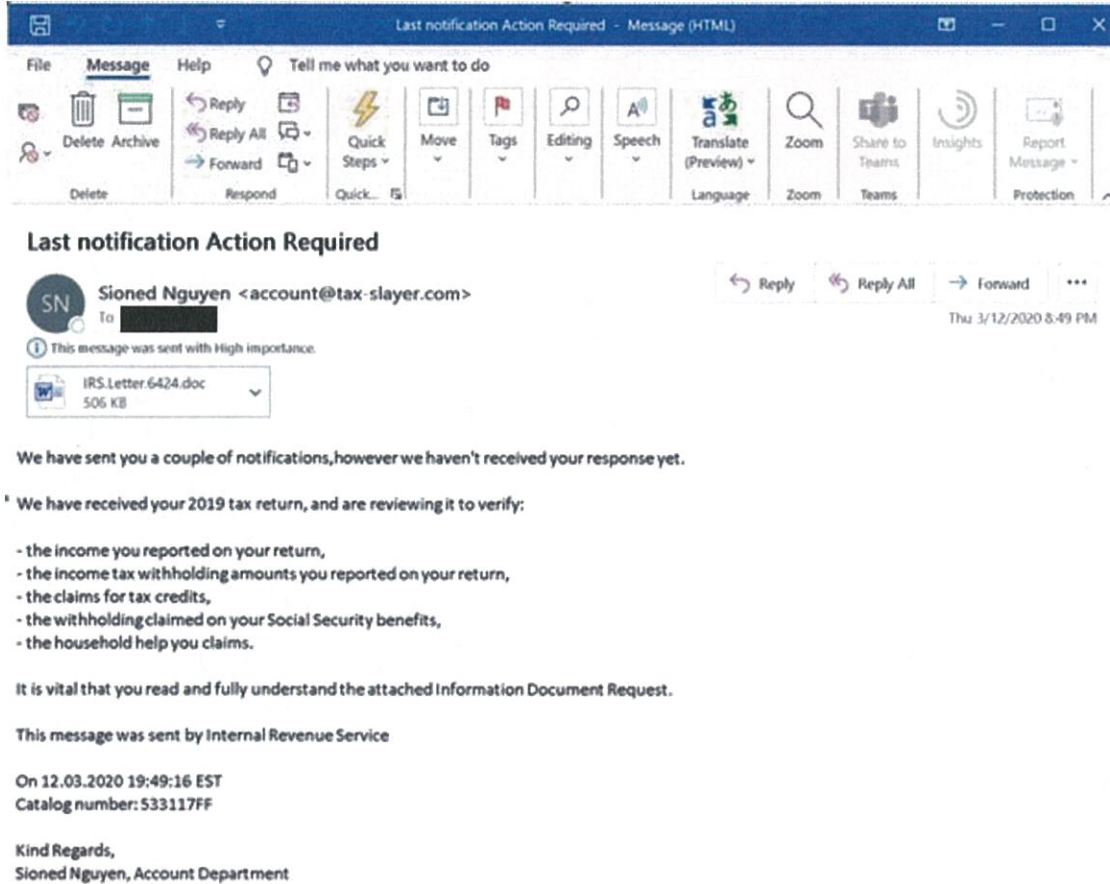 Last notification Action Required - Message (HTML)
File Message Help Tell me what you want to do
Delete Archive
Reply
Reply All
Forward
Quick Steps
Move
Tags
Editing
Speech
Translate (Preview)
Zoom
Share to Teams
Insights
Report Message
Delete Respond Quick... Language Zoom Teams Protection
Last notification Action Required
SN
Sioned Nguyen <account@tax-slayer.com>
To
Reply Reply All Forward
Thu 3/12/2020 8:49 PM
This message was sent with High importance.
IRS.Letter.6424.doc
506 KB
We have sent you a couple of notifications,however we haven't received your response yet.
We have received your 2019 tax return, and are reviewing it to verify:
- the income you reported on your return,
- the income tax withholding amounts you reported on your return,
- the claims for tax credits,
- the withholding claimed on your Social Security benefits,
- the household help you claims.
It is vital that you read and fully understand the attached Information Document Request.
This message was sent by Internal Revenue Service
On 12.03.2020 19:49:16 EST
Catalog number: 533117FF
Kind Regards,
Sioned Nguyen, Account Department